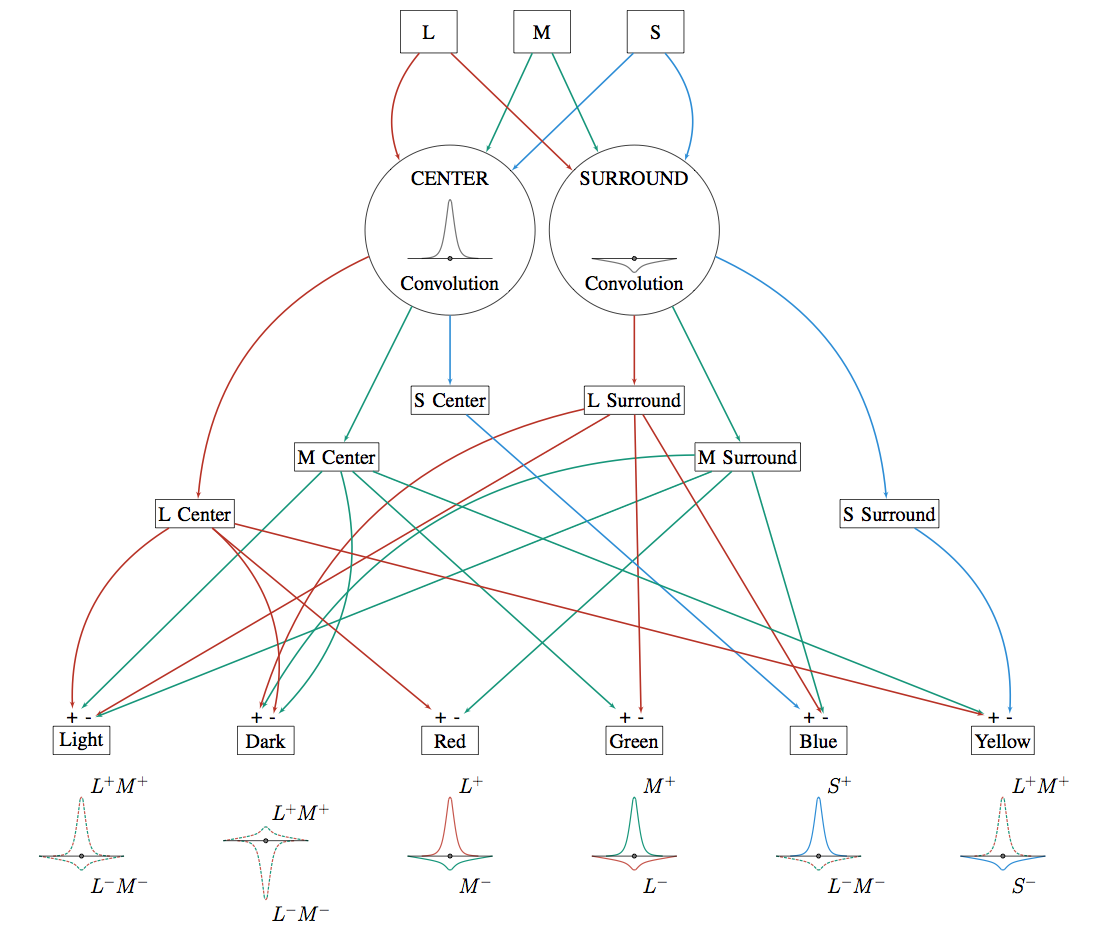 L M S
CENTER SURROUND
Convolution Convolution
S Center L Surround
M Center M Surround
L Center S Surround
+ - + - + - + - + - + -
Light Dark Red Green Blue Yellow
L⁺M⁺ L⁺M⁺ L⁺ M⁺ S⁺ L⁺M⁺
L⁻M⁻ L⁻M⁻ M⁻ L⁻ L⁻M⁻ S⁻